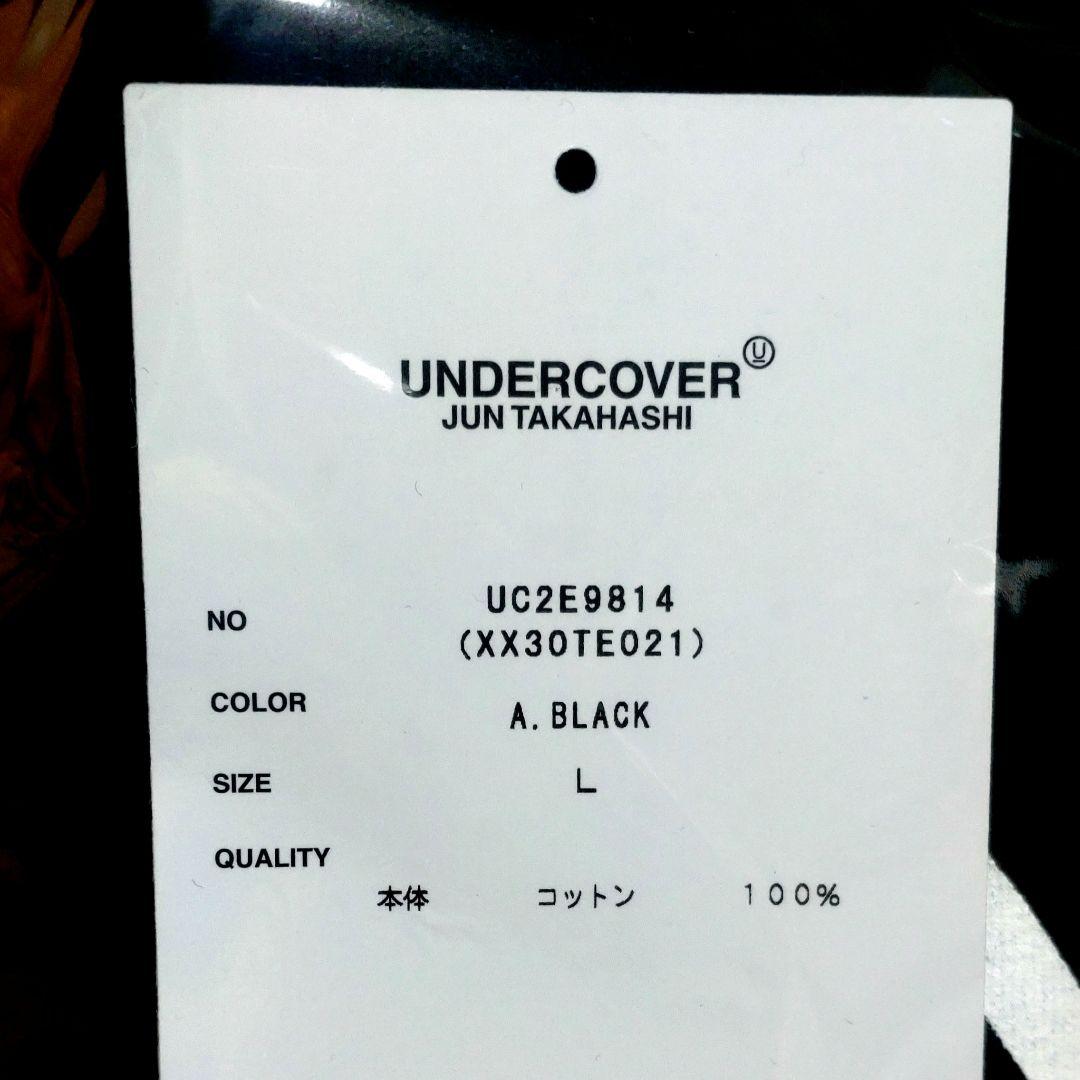 UNDERCOVER
JUN TAKAHASHI
NO UC2E9814
(XX30TE021)
COLOR A. BLACK
SIZE L
QUALITY
本体 コットン 100%